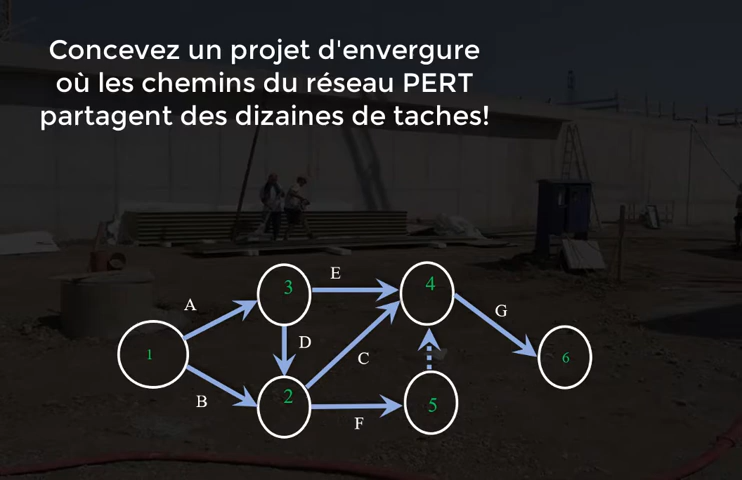 Concevez un projet d'envergure
où les chemins du réseau PERT
partagent des dizaines de taches!
3
E
4
A
G
1
D
C
6
B
2
5
F